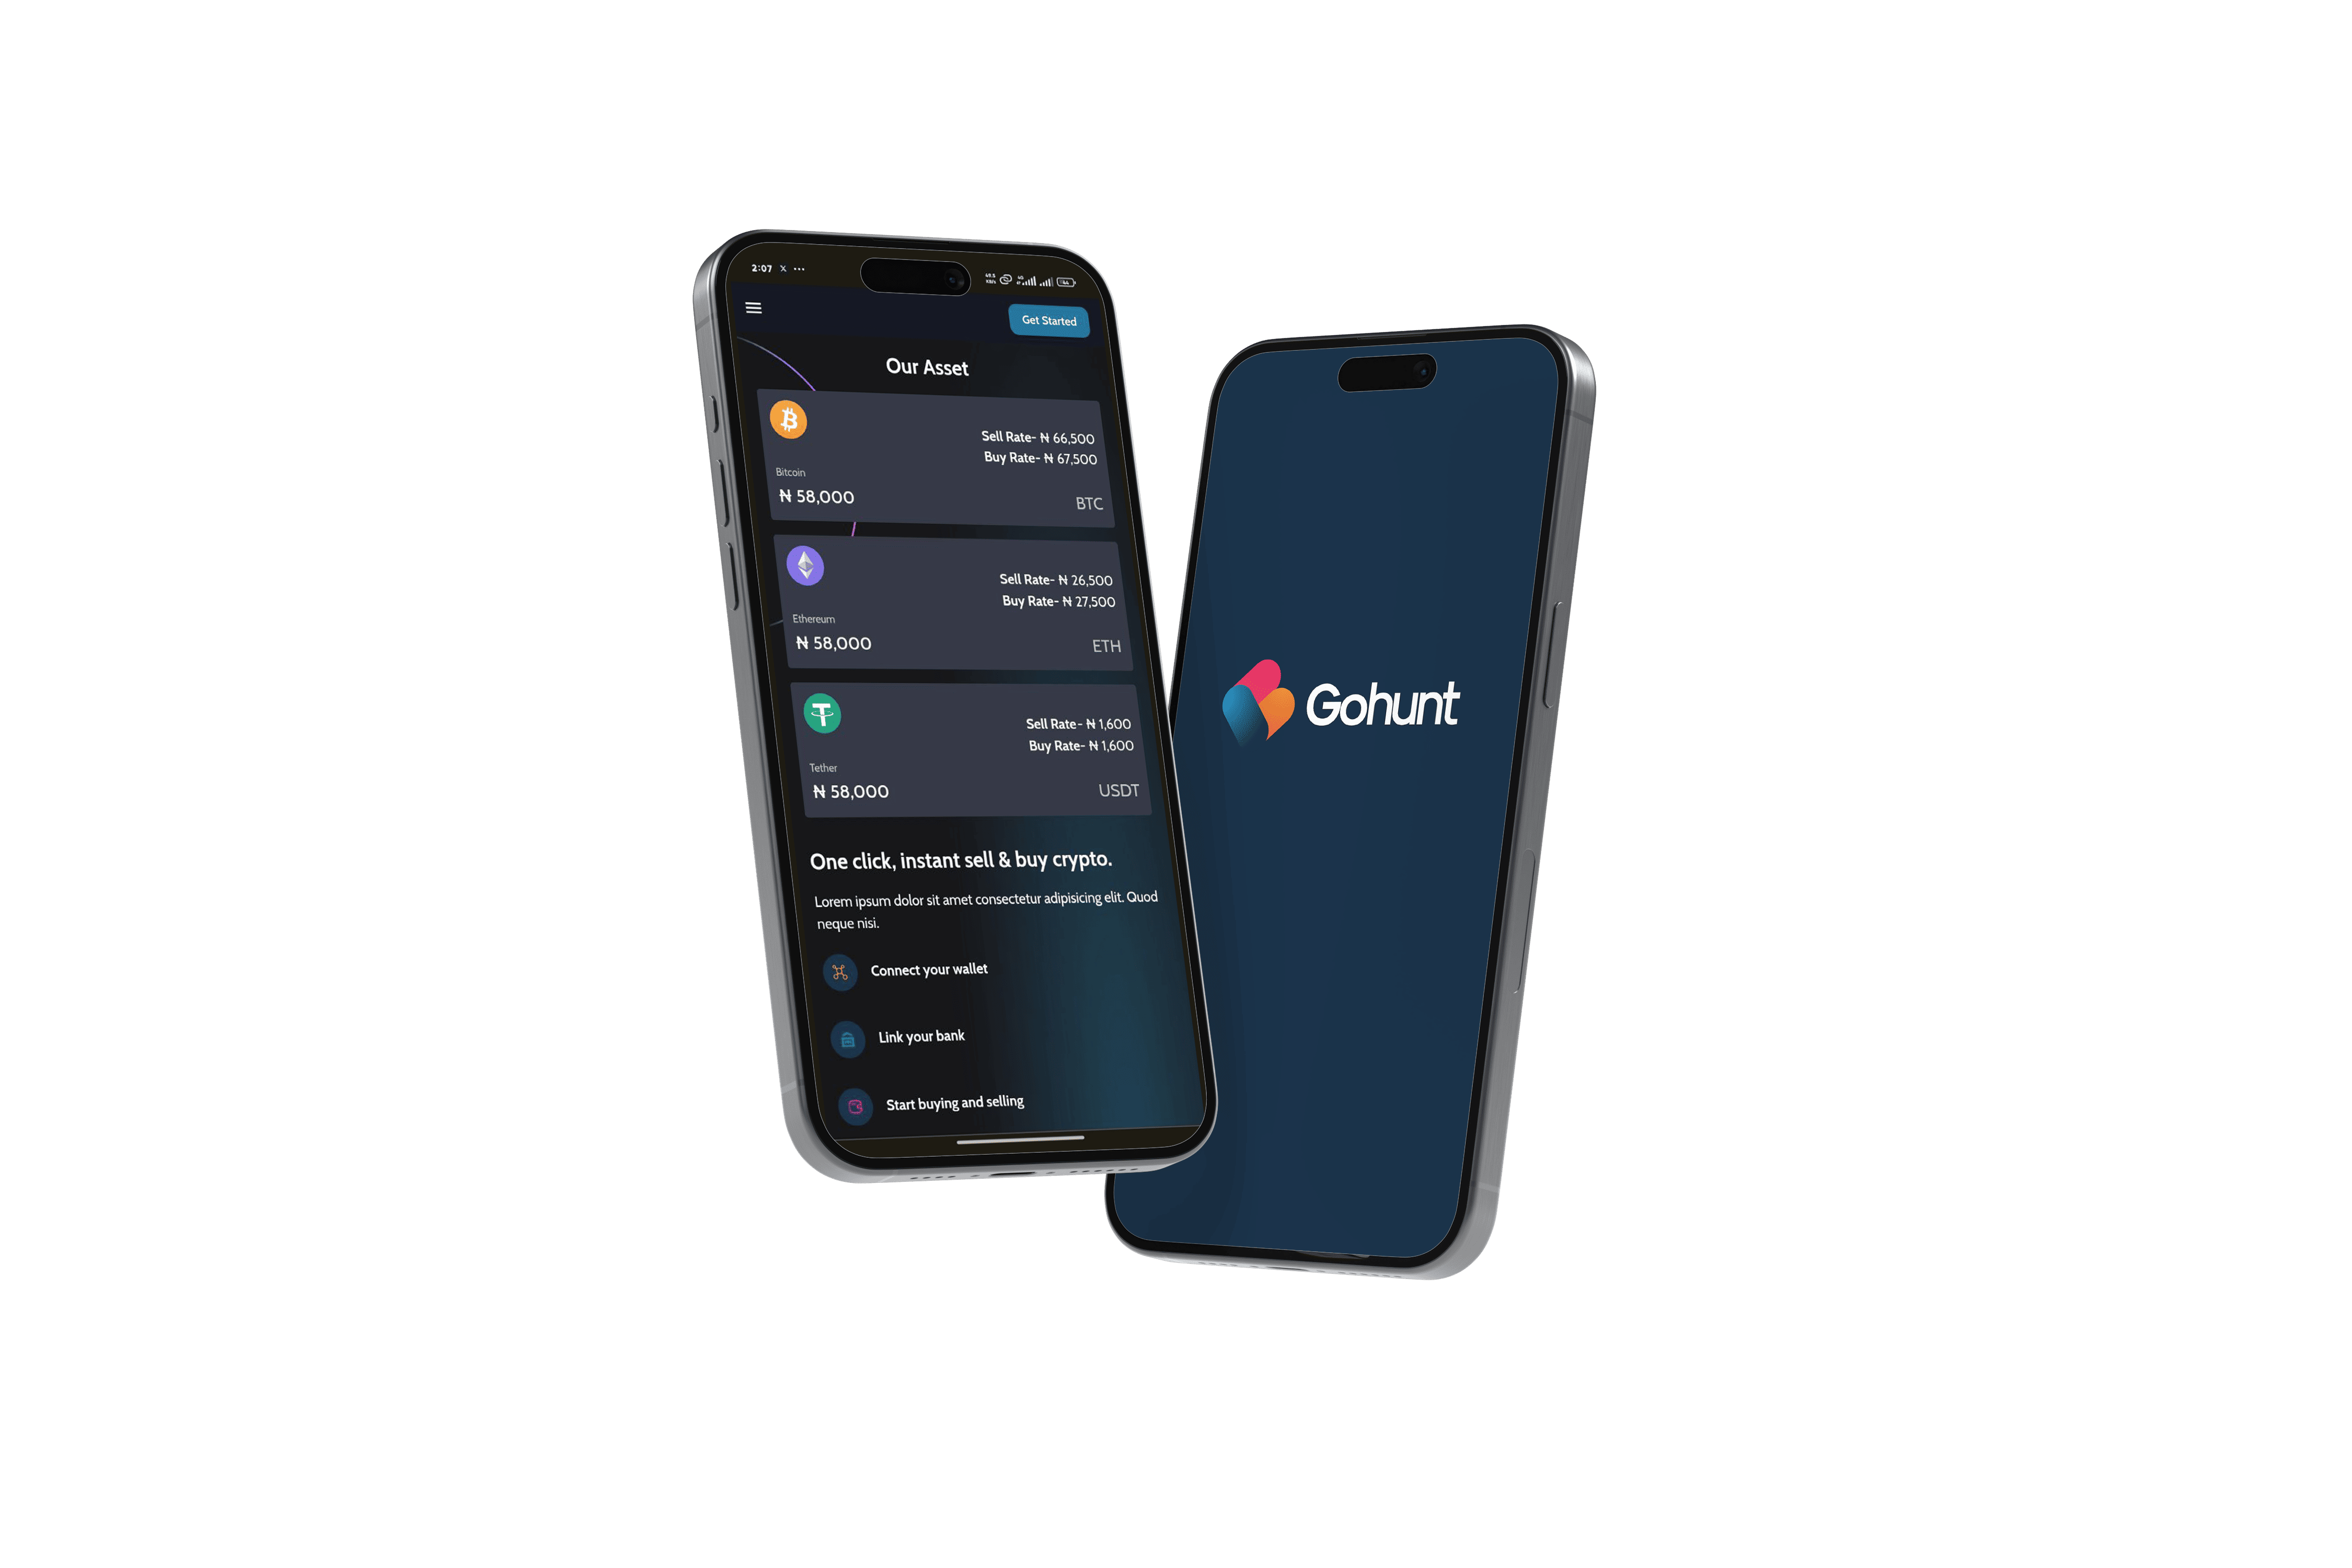 2:07 X ...
Get Started
Our Asset
Sell Rate- ₦ 66,500
Buy Rate- ₦ 67,500
Bitcoin
₦ 58,000
BTC
Sell Rate- ₦ 26,500
Buy Rate- ₦ 27,500
Ethereum
₦ 58,000
ETH
Sell Rate- ₦ 1,600
Buy Rate- ₦ 1,600
Tether
₦ 58,000
USDT
One click, instant sell & buy crypto.
Lorem ipsum dolor sit amet consectetur adipisicing elit. Quod
neque nisi.
Connect your wallet
Link your bank
Start buying and selling
Gohunt